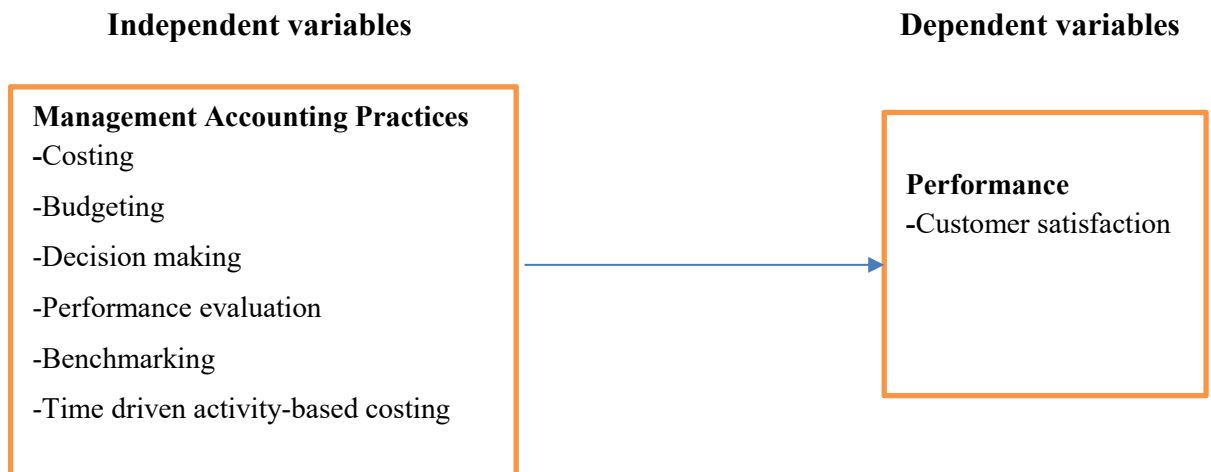 Independent variables
Dependent variables
Management Accounting Practices
-Costing
-Budgeting
-Decision making
-Performance evaluation
-Benchmarking
-Time driven activity-based costing
Performance
-Customer satisfaction